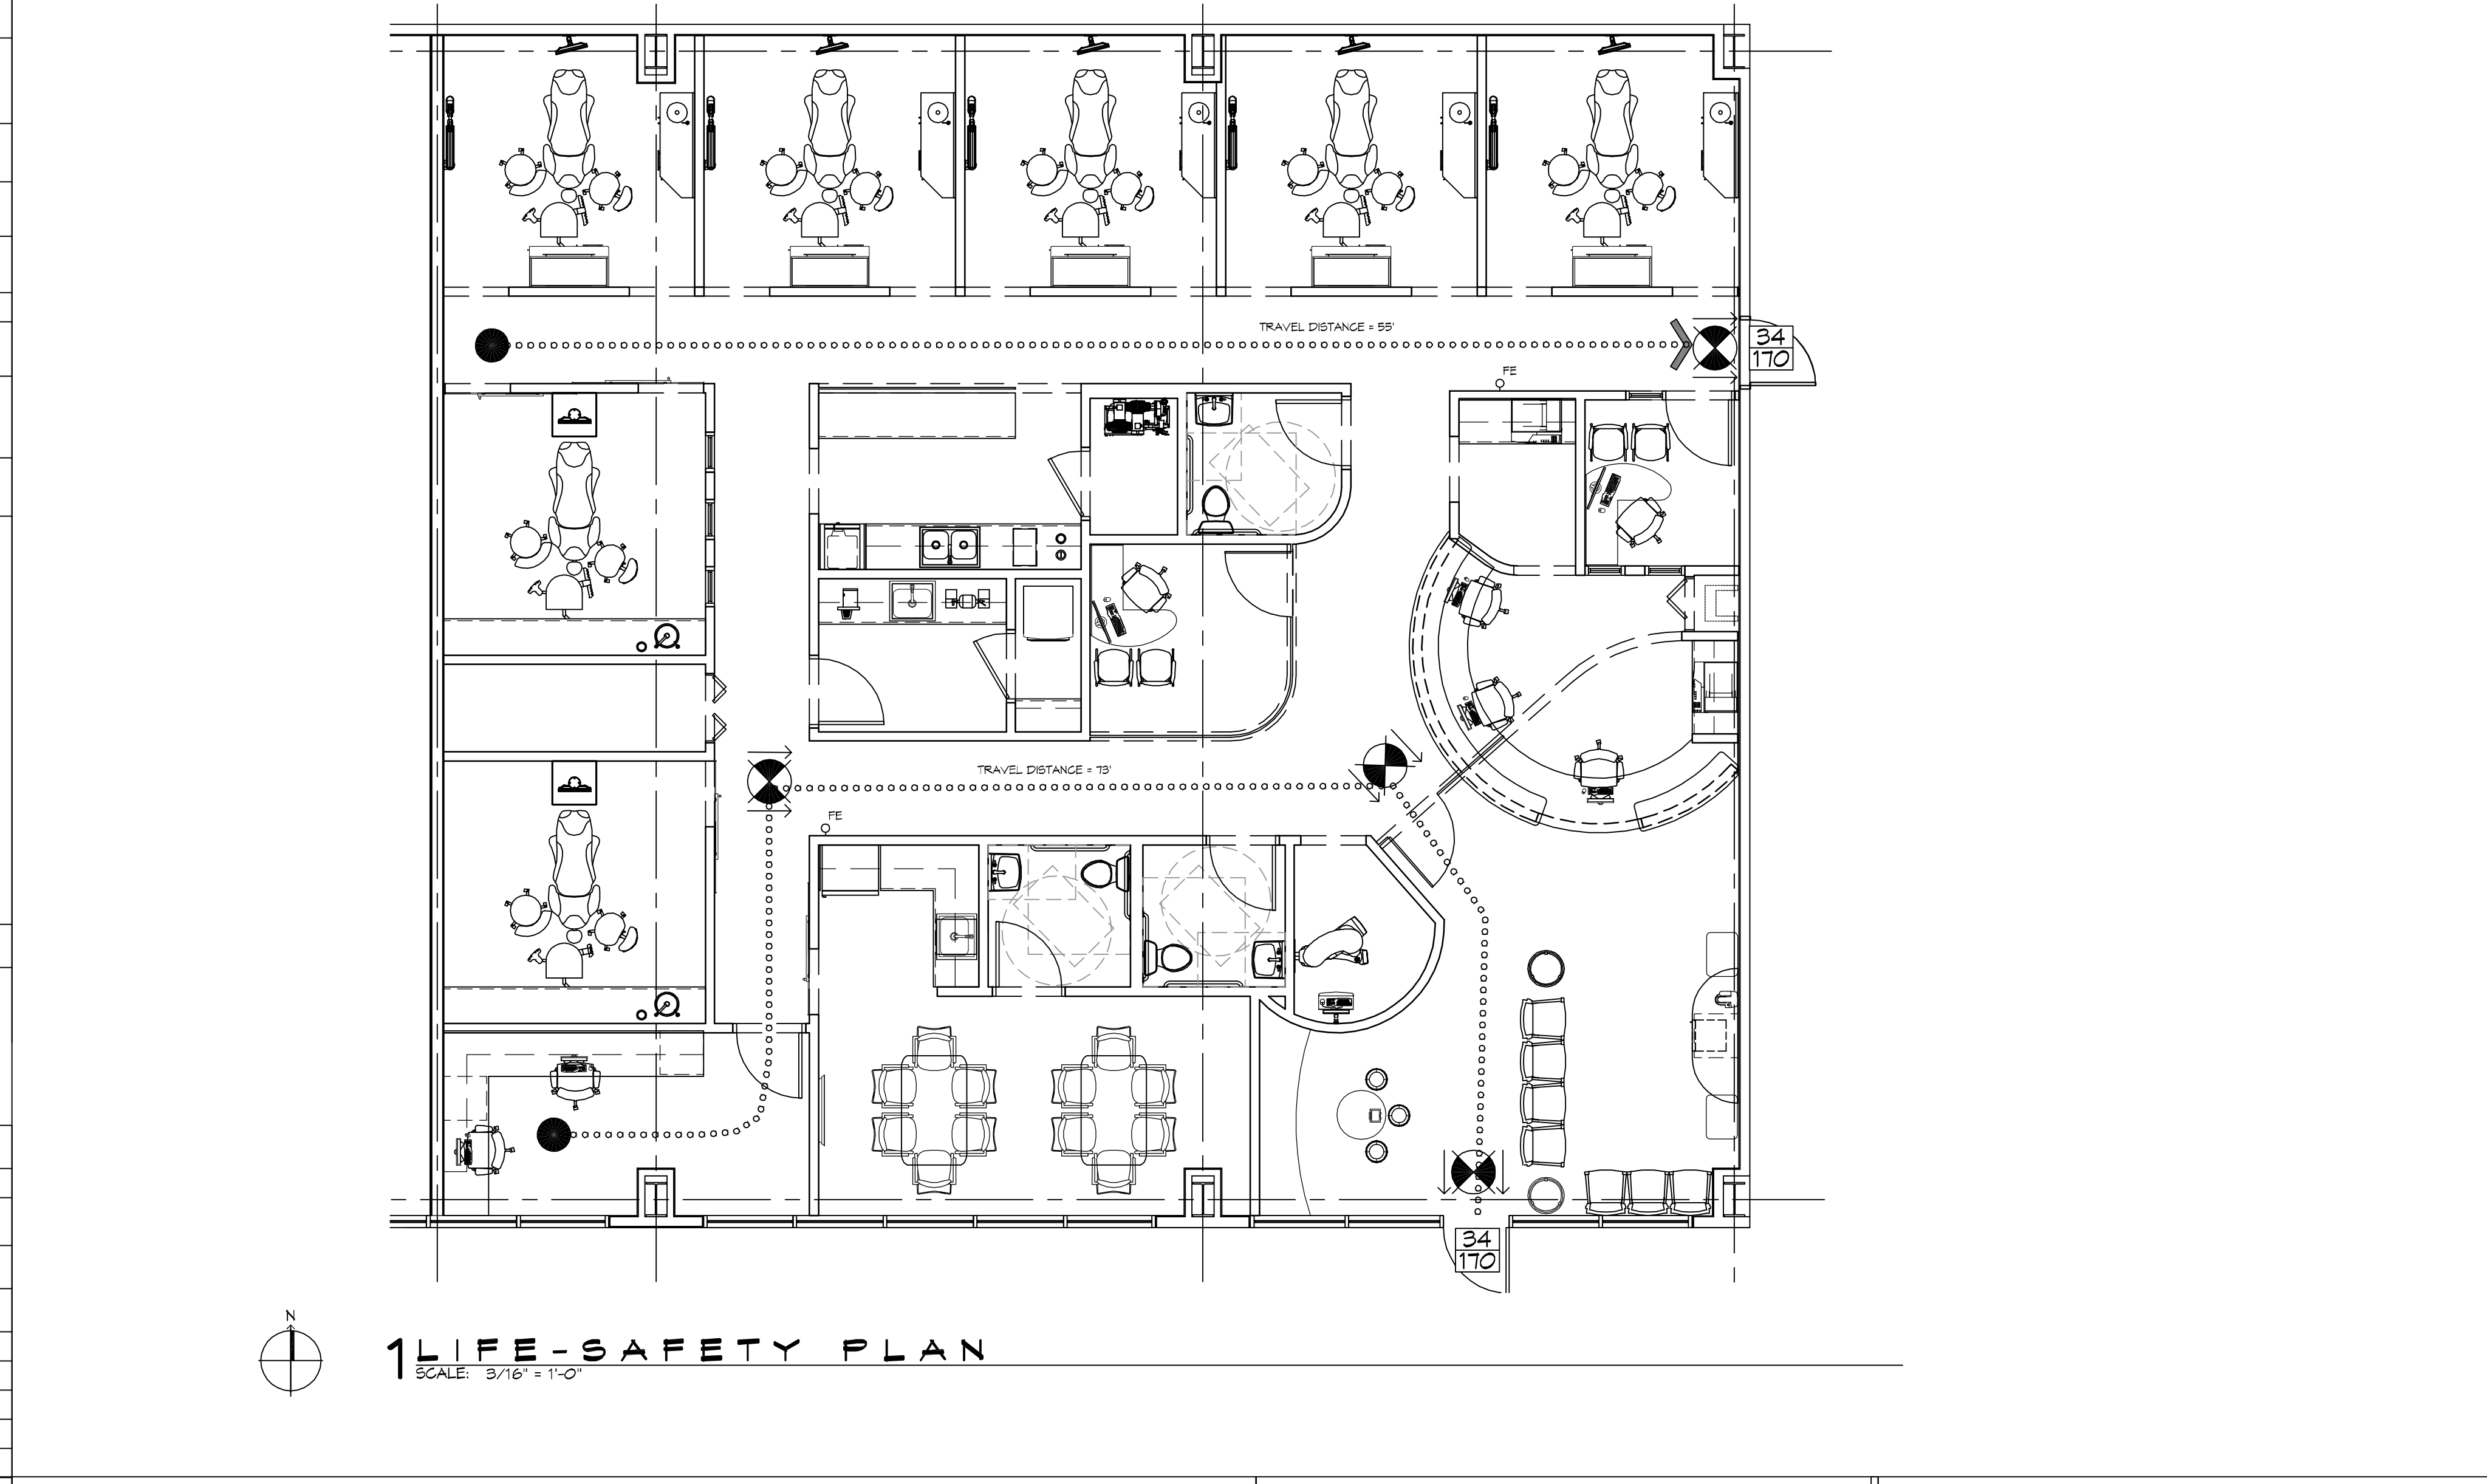 TRAVEL DISTANCE = 55'
34
170
FE
TRAVEL DISTANCE = 73'
FE
34
170
N
1 LIFE-SAFETY PLAN
SCALE: 3/16" = 1'-0"